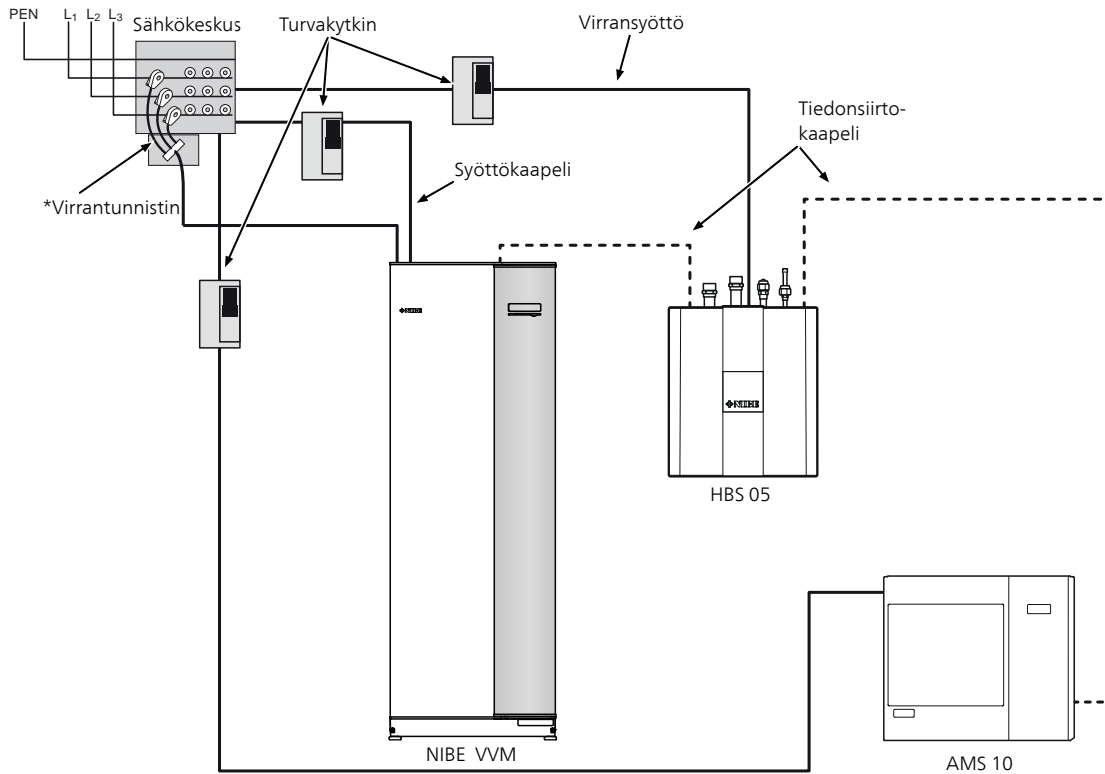 PEN L₁ L₂ L₃
Sähkökeskus
Turvakytkin
Virransyöttö
Tiedonsiirto-
kaapeli
Syöttökaapeli
*Virrantunnistin
NIBE
NIBE
HBS 05
NIBE VVM
AMS 10